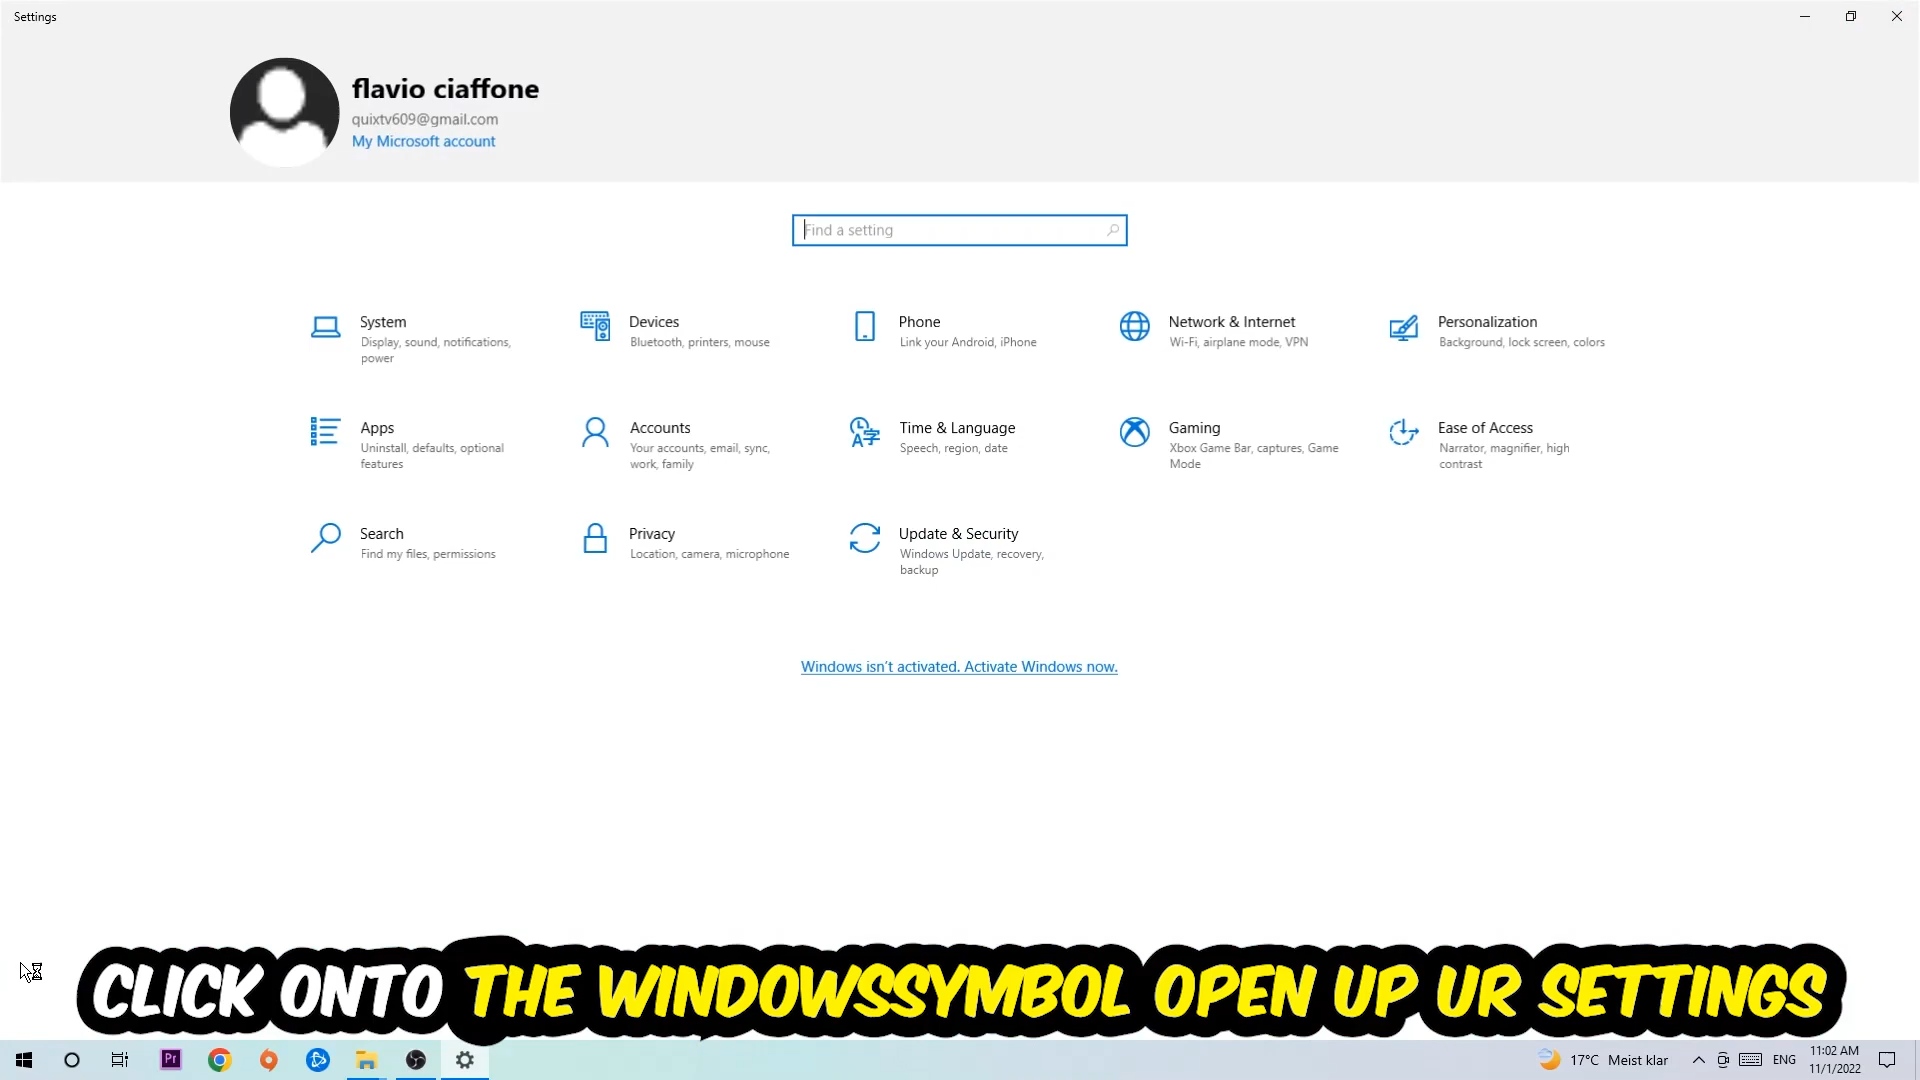 Settings
flavio ciaffone
quixtv609@gmail.com
My Microsoft account
Find a setting
System
Display, sound, notifications,
power
Devices
Bluetooth, printers, mouse
Phone
Link your Android, iPhone
Network & Internet
Wi-Fi, airplane mode, VPN
Personalization
Background, lock screen, colors
Apps
Uninstall, defaults, optional
features
Accounts
Your accounts, email, sync,
work, family
Time & Language
Speech, region, date
Gaming
Xbox Game Bar, captures, Game
Mode
Ease of Access
Narrator, magnifier, high
contrast
Search
Find my files, permissions
Privacy
Location, camera, microphone
Update & Security
Windows Update, recovery,
backup
Windows isn't activated. Activate Windows now.
CLICK ONTO THE WINDOWSSYMBOL OPEN UP UR SETTINGS
Pr
17°C Meist klar
ENG
11:02 AM
11/1/2022